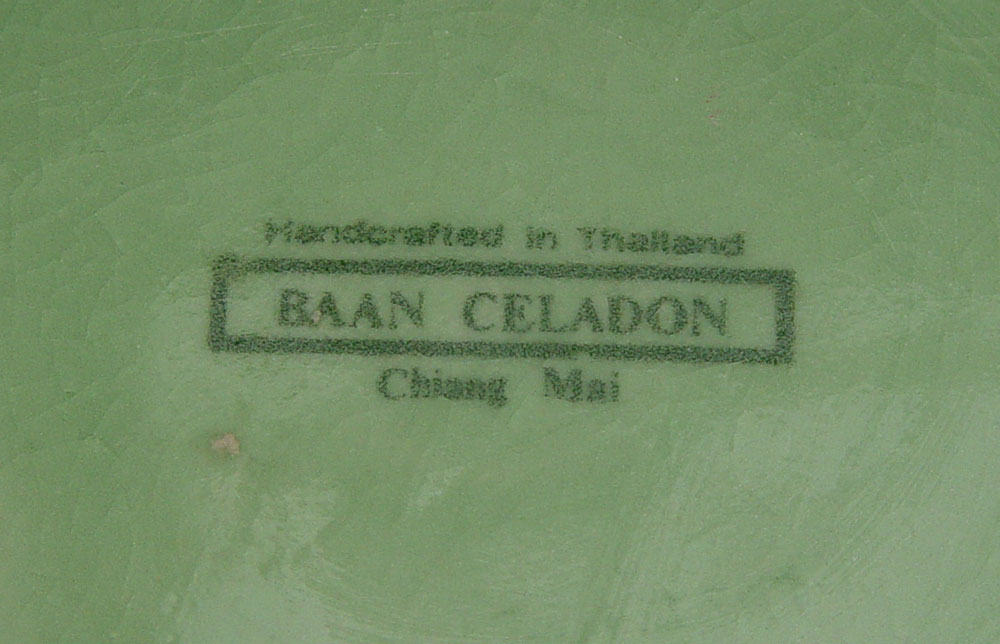 Handcrafted in Thailand
BAAN CELADON
Chiang Mai